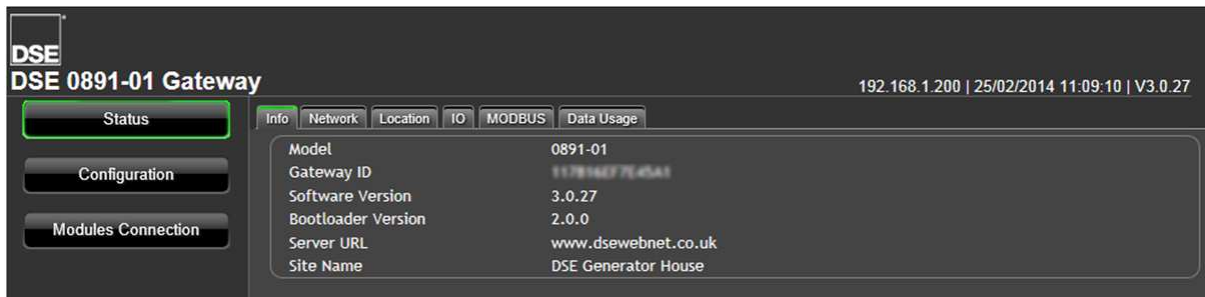 DSE
DSE 0891-01 Gateway
192.168.1.200 | 25/02/2014 11:09:10 | V3.0.27
Status
Configuration
Modules Connection
Info Network Location IO MODBUS Data Usage
Model 0891-01
Gateway ID
Software Version 3.0.27
Bootloader Version 2.0.0
Server URL www.dsewebnet.co.uk
Site Name DSE Generator House